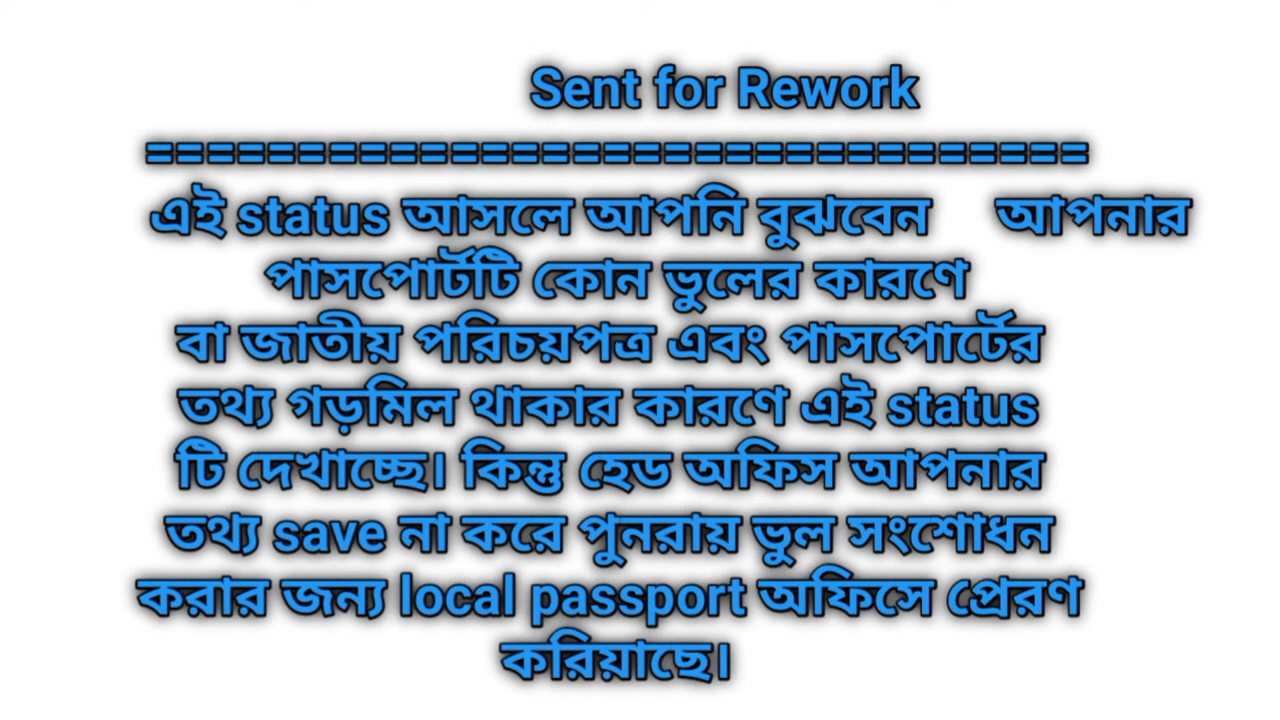 Sent for Rework
===============================
এই status আসলে আপনি বুঝবেন আপনার
পাসপোর্টটি কোন ভুলের কারণে
বা জাতীয় পরিচয়পত্র এবং পাসপোর্টের
তথ্য গড়মিল থাকার কারণে এই status
টি দেখাচ্ছে। কিন্তু হেড অফিস আপনার
তথ্য save না করে পুনরায় ভুল সংশোধন
করার জন্য local passport অফিসে প্রেরণ
করিয়াছে।